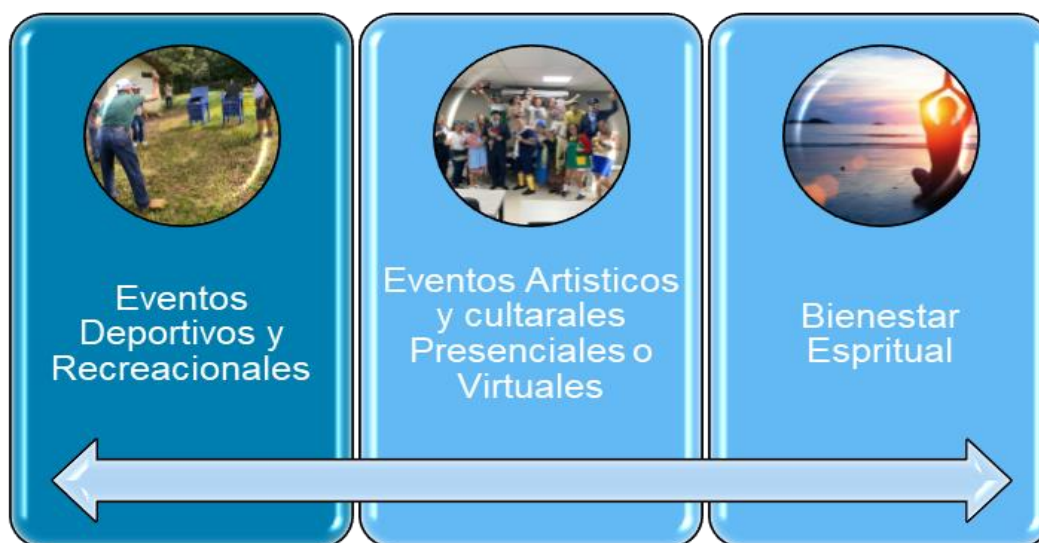 Eventos
Deportivos y
Recreacionales
Eventos Artisticos
y cultarales
Presenciales o
Virtuales
Bienestar
Espritual